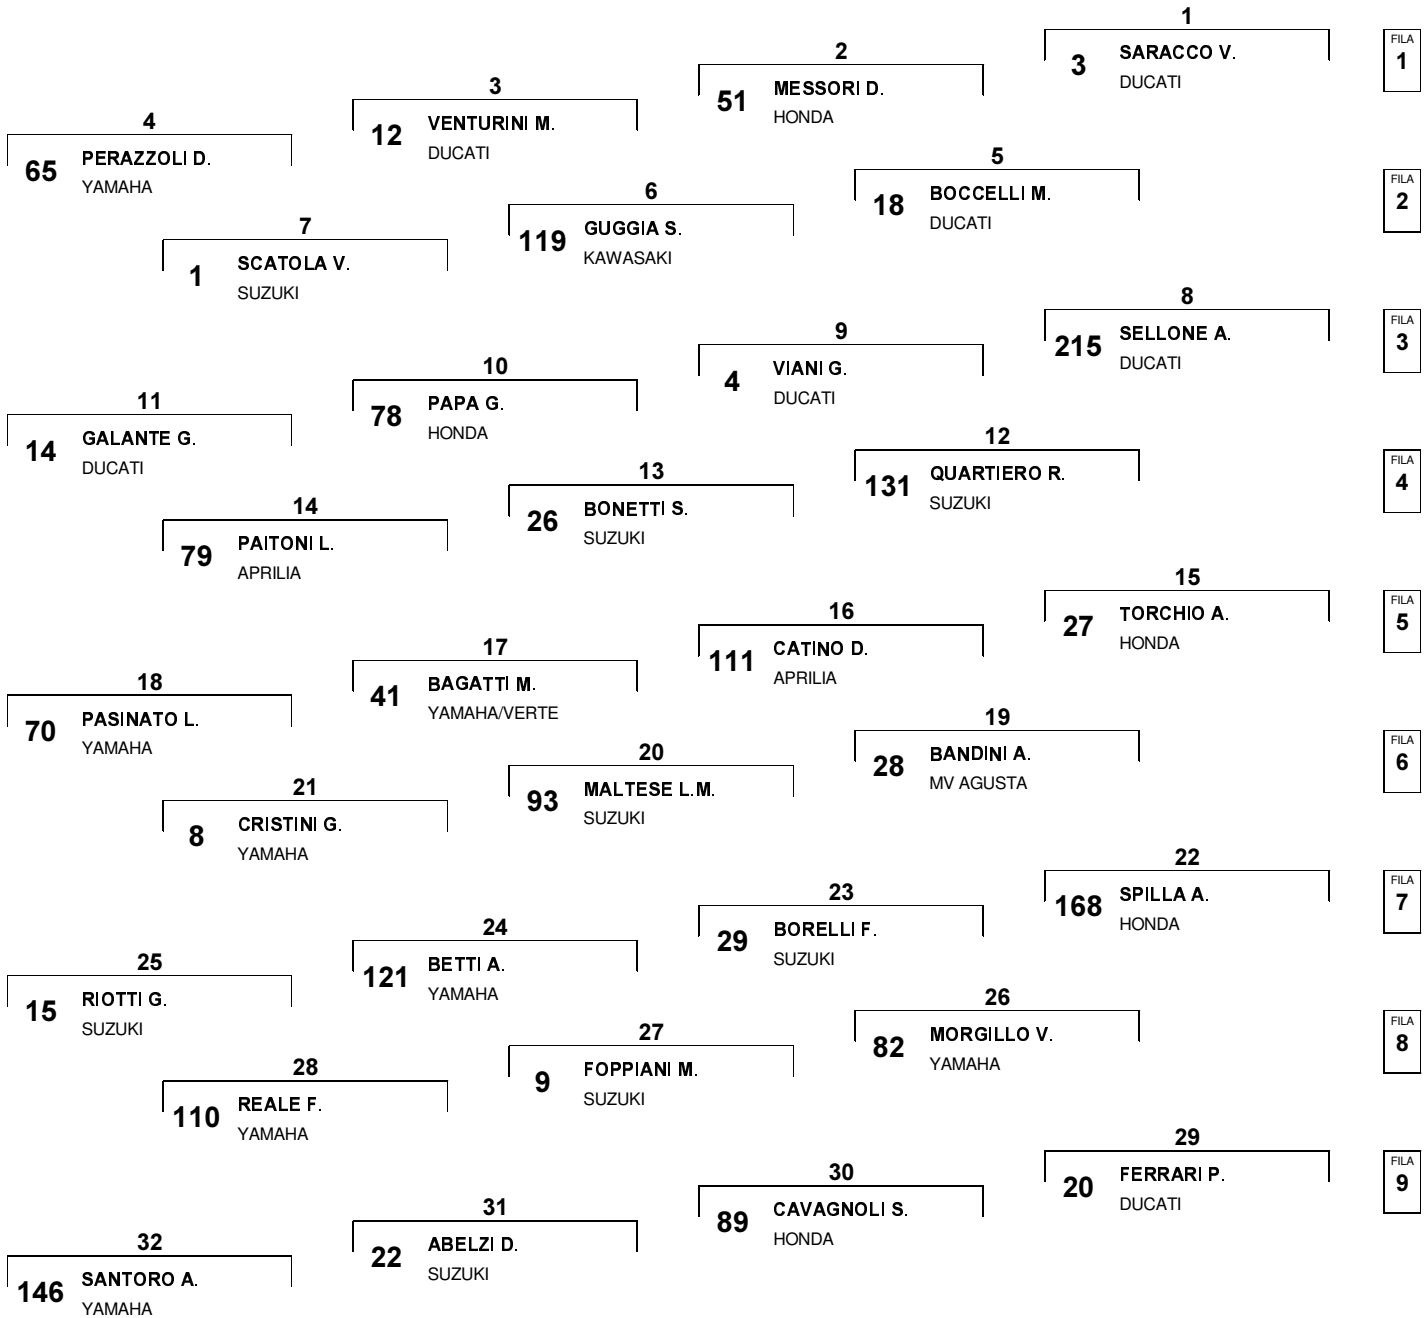 1
3 SARACCO V.
DUCATI
FILA
1
2
51 MESSORI D.
HONDA
3
12 VENTURINI M.
DUCATI
4
65 PERAZZOLI D.
YAMAHA
5
18 BOCCELLI M.
DUCATI
FILA
2
6
119 GUGGIA S.
KAWASAKI
7
1 SCATOLA V.
SUZUKI
8
215 SELLONE A.
DUCATI
FILA
3
9
4 VIANI G.
DUCATI
10
78 PAPA G.
HONDA
11
14 GALANTE G.
DUCATI
12
131 QUARTIERO R.
SUZUKI
FILA
4
13
26 BONETTI S.
SUZUKI
14
79 PAITONI L.
APRILIA
15
27 TORCHIO A.
HONDA
FILA
5
16
111 CATINO D.
APRILIA
17
41 BAGATTI M.
YAMAHA/VERTE
18
70 PASINATO L.
YAMAHA
19
28 BANDINI A.
MV AGUSTA
FILA
6
20
93 MALTESE L.M.
SUZUKI
21
8 CRISTINI G.
YAMAHA
22
168 SPILLA A.
HONDA
FILA
7
23
29 BORELLI F.
SUZUKI
24
121 BETTI A.
YAMAHA
25
15 RIOTTI G.
SUZUKI
26
82 MORGILLO V.
YAMAHA
FILA
8
27
9 FOPPIANI M.
SUZUKI
28
110 REALE F.
YAMAHA
29
20 FERRARI P.
DUCATI
FILA
9
30
89 CAVAGNOLI S.
HONDA
31
22 ABELZI D.
SUZUKI
32
146 SANTORO A.
YAMAHA